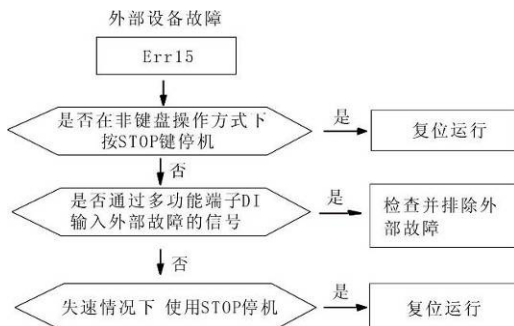 外部设备故障
Err15
是否在非键盘操作方式下
按STOP键停机
是
复位运行
否
是否通过多功能端子DI
输入外部故障的信号
是
检查并排除外
部故障
否
失速情况下 使用STOP停机
是
复位运行